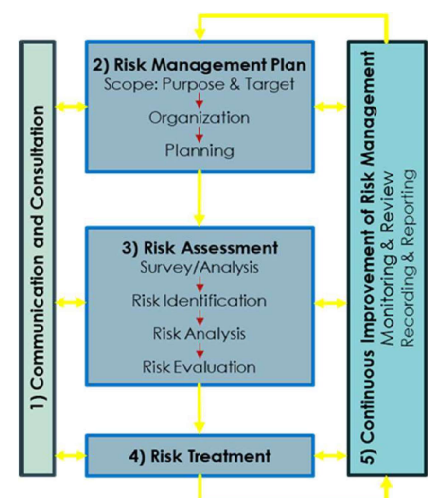 1) Communication and Consultation
2) Risk Management Plan
Scope: Purpose & Target
Organization
Planning
3) Risk Assessment
Survey/Analysis
Risk Identification
Risk Analysis
Risk Evaluation
4) Risk Treatment
5) Continuous Improvement of Risk Management
Monitoring & Review
Recording & Reporting